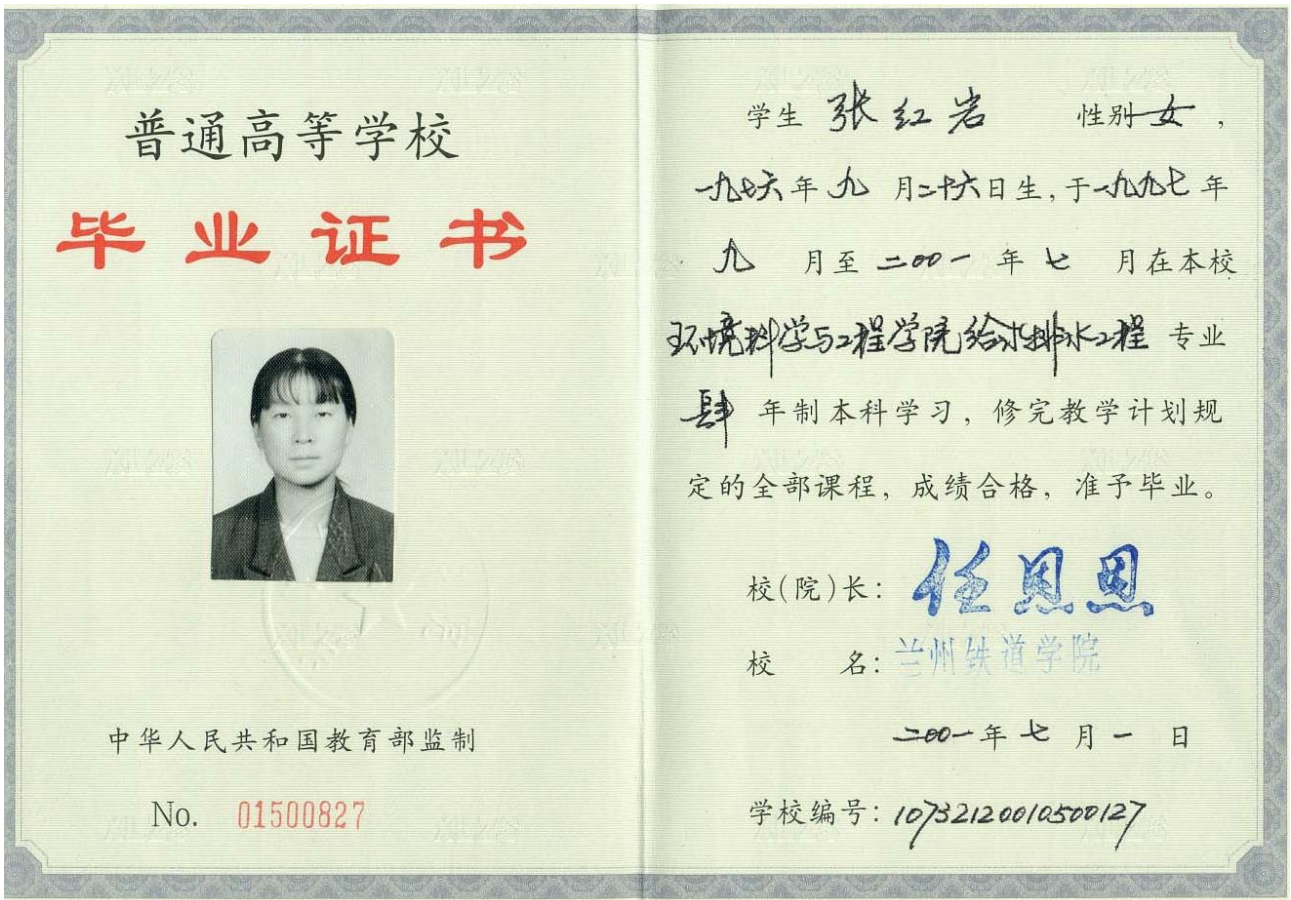 普通高等学校
毕业证书
中华人民共和国教育部监制
No. 01500827
学生 张红岩 性别 女，
一九七六年九月二十六日生，于一九九七年
九月至二〇〇一年七月在本校
环境科学与工程学院给水排水工程专业
肆年制本科学习，修完教学计划规
定的全部课程，成绩合格，准予毕业。
校(院)长：任恩恩
校 名：兰州铁道学院
二〇〇一年七月一日
学校编号：10732120010500127